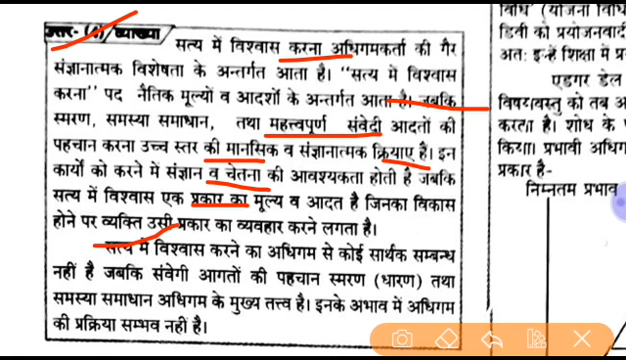 उत्तर- (4)/व्याख्या
सत्य में विश्वास करना अधिगमकर्ता की गैर
संज्ञानात्मक विशेषता के अन्तर्गत आता है। "सत्य में विश्वास
करना" पद नैतिक मूल्यों व आदर्शों के अन्तर्गत आता है। जबकि
स्मरण, समस्या समाधान, तथा महत्त्वपूर्ण संवेदी आदतों की
पहचान करना उच्च स्तर की मानसिक व संज्ञानात्मक क्रियाए हैं। इन
कार्यों को करने में संज्ञान व चेतना की आवश्यकता होती है जबकि
सत्य में विश्वास एक प्रकार का मूल्य व आदत है जिनका विकास
होने पर व्यक्ति उसी प्रकार का व्यवहार करने लगता है।
सत्य में विश्वास करने का अधिगम से कोई सार्थक सम्बन्ध
नहीं है जबकि संवेगी आगतों की पहचान स्मरण (धारण) तथा
समस्या समाधान अधिगम के मुख्य तत्त्व है। इनके अभाव में अधिगम
की प्रक्रिया सम्भव नहीं है।
विधि (योजना विधि
डिवी को प्रयोजनवादी
अतः इन्हें शिक्षा में प्र
एडगर डेल
विषयवस्तु को तब अ
करता है। शोध के
किया। प्रभावी अधिग
प्रकार है-
निम्नतम प्रभाव